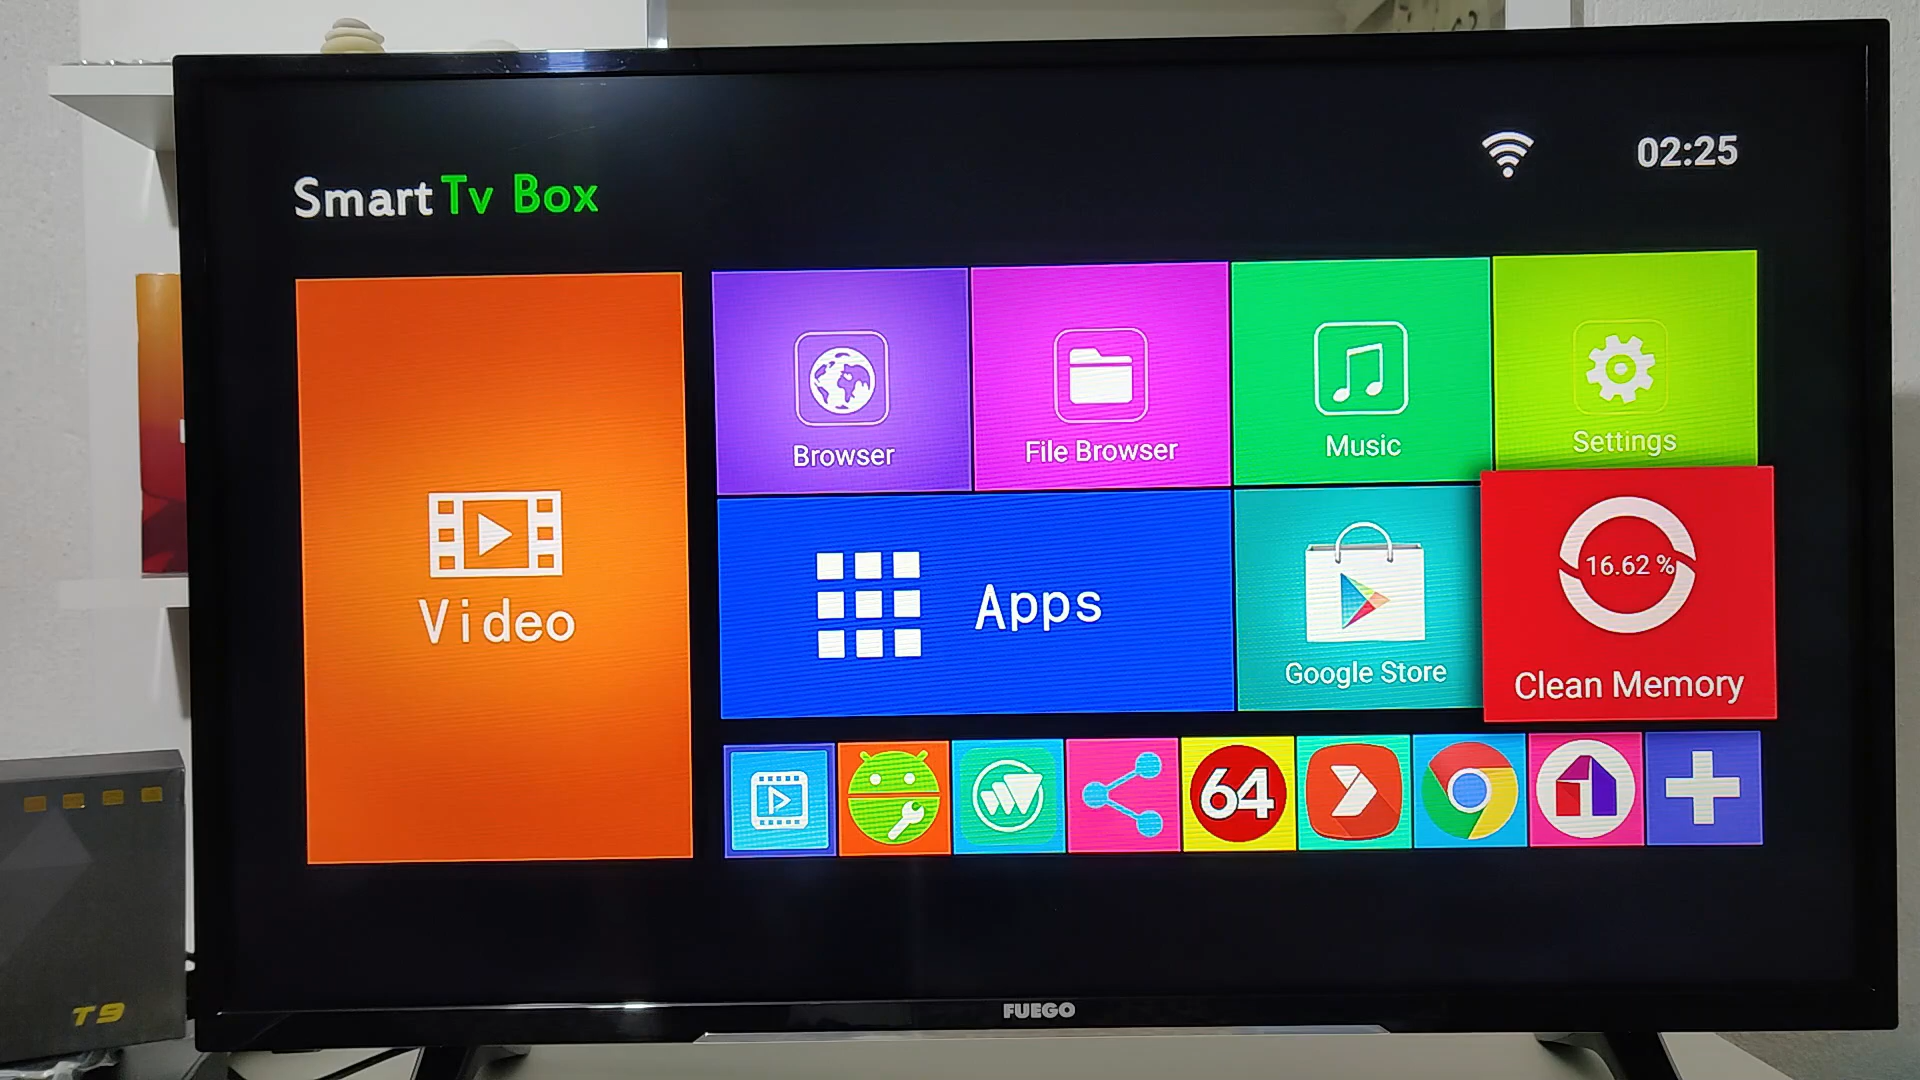 02:25
Smart Tv Box
Browser
File Browser
Music
Settings
Video
Apps
Google Store
16.62 %
Clean Memory
64
FUEGO
T9